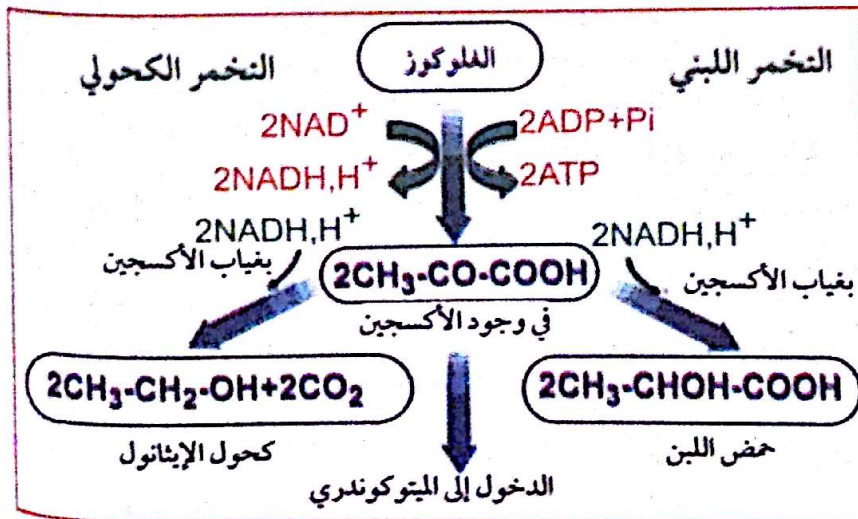 التخمر اللبني
الغلوكوز
التخمر الكحولي
2NAD⁺
2ADP+Pi
2NADH,H⁺
2ATP
2NADH,H⁺
2NADH,H⁺
بغياب الأكسجين
بغياب الأكسجين
2CH₃-CO-COOH
في وجود الأكسجين
2CH₃-CHOH-COOH
2CH₃-CH₂-OH+2CO₂
حمض اللبن
كحول الإيثانول
الدخول إلى الميتوكوندري